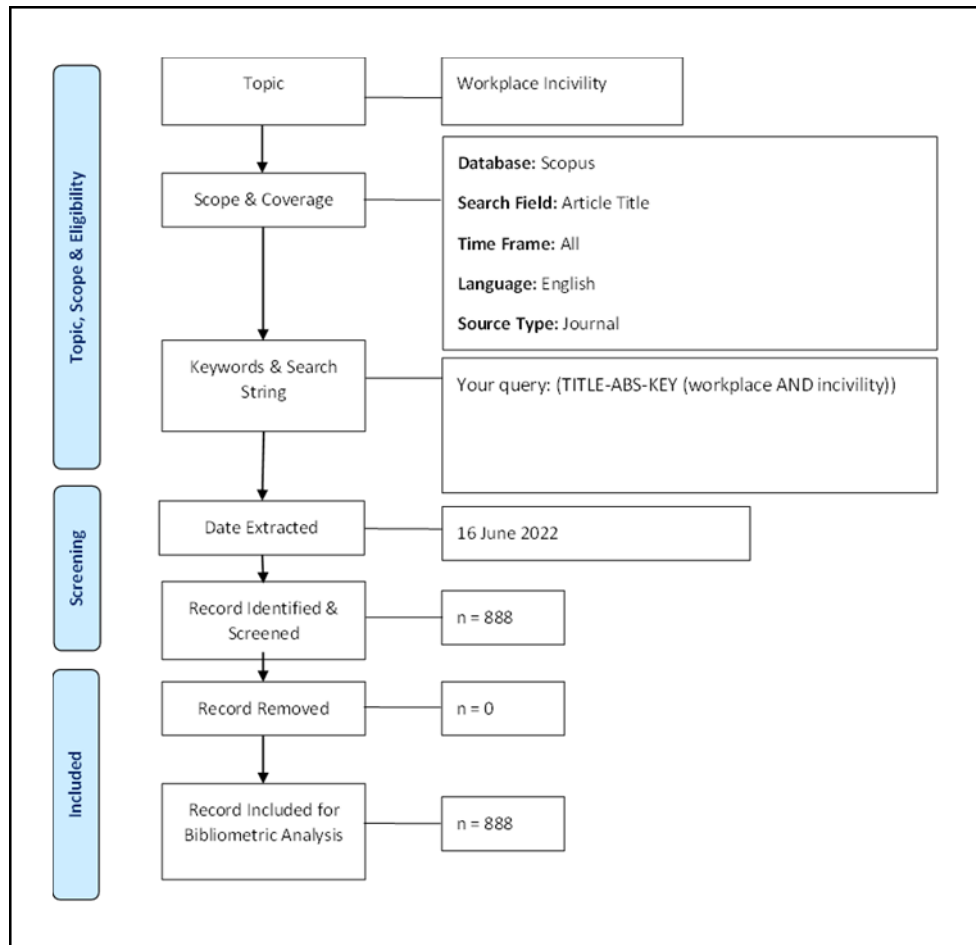 Topic, Scope & Eligibility
Topic
Workplace Incivility
Scope & Coverage
Database: Scopus
Search Field: Article Title
Time Frame: All
Language: English
Source Type: Journal
Keywords & Search
String
Your query: (TITLE-ABS-KEY (workplace AND incivility))
Screening
Date Extracted
16 June 2022
Record Identified &
Screened
n = 888
Included
Record Removed
n = 0
Record Included for
Bibliometric Analysis
n = 888